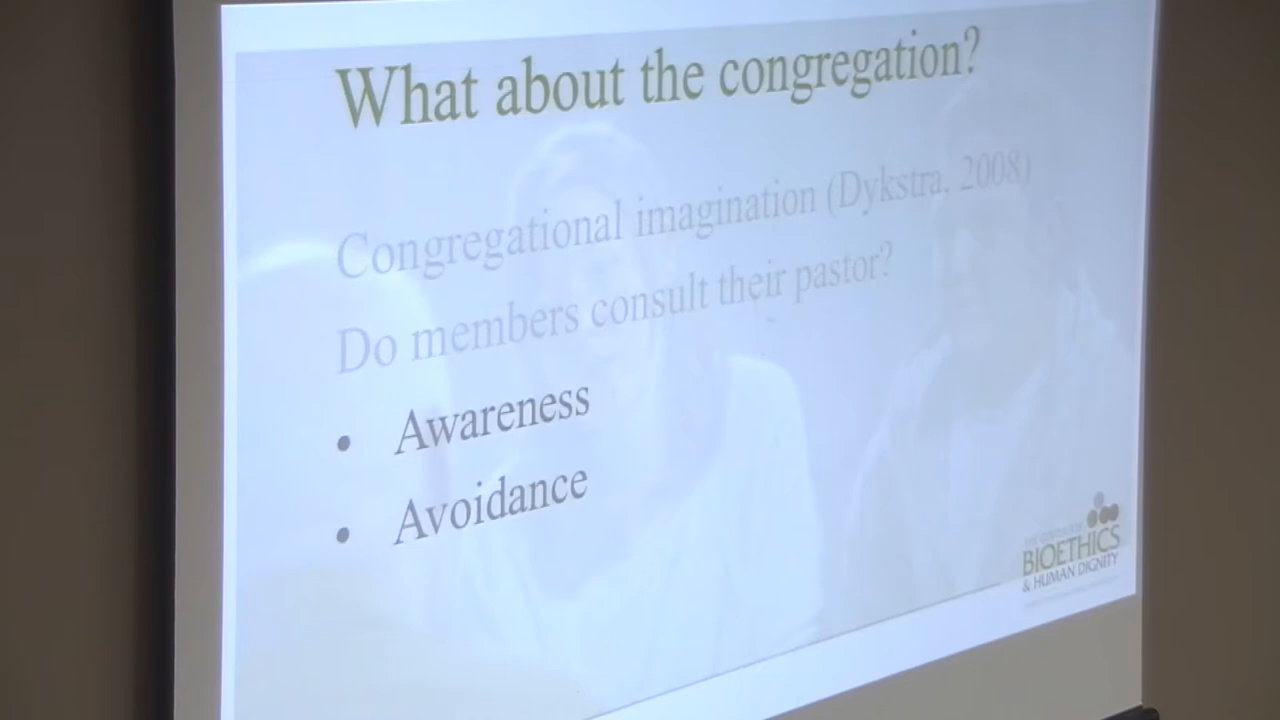 What about the congregation?
Congregational imagination (Dykstra, 2008)
Do members consult their pastor?
• Awareness
• Avoidance
BIOETHICS
& HUMAN DIGNITY